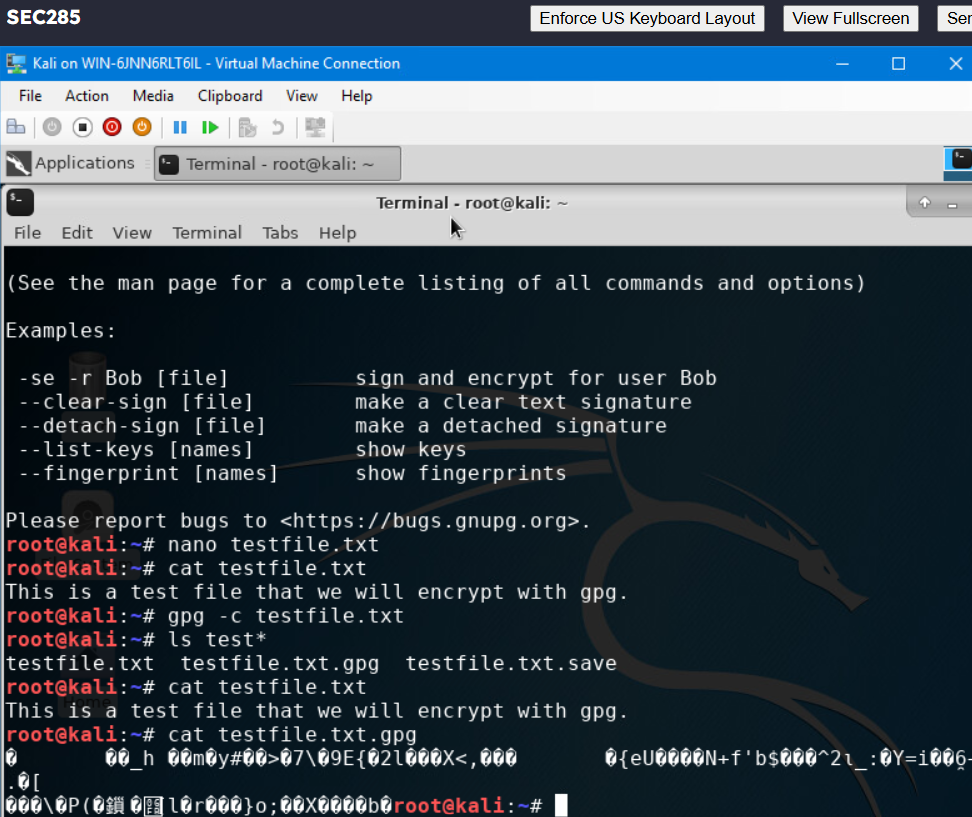 SEC285
Enforce US Keyboard Layout View Fullscreen Ser
Kali on WIN-6JNN6RLT6IL - Virtual Machine Connection
File Action Media Clipboard View Help
Applications Terminal - root@kali: ~
Terminal - root@kali: ~
File Edit View Terminal Tabs Help
(See the man page for a complete listing of all commands and options)
Examples:
-se -r Bob [file] sign and encrypt for user Bob
--clear-sign [file] make a clear text signature
--detach-sign [file] make a detached signature
--list-keys [names] show keys
--fingerprint [names] show fingerprints
Please report bugs to <https://bugs.gnupg.org>.
root@kali:~# nano testfile.txt
root@kali:~# cat testfile.txt
This is a test file that we will encrypt with gpg.
root@kali:~# gpg -c testfile.txt
root@kali:~# ls test*
testfile.txt testfile.txt.gpg testfile.txt.save
root@kali:~# cat testfile.txt
This is a test file that we will encrypt with gpg.
root@kali:~# cat testfile.txt.gpg
� ��_h ��m�y#��>�7\�9E{�2l���X<,��� �{eU����N+f'b$���^2ι_:�Y=i��
.�[
���\�P(�鎖� l�r���}o;��X����b�root@kali:~#